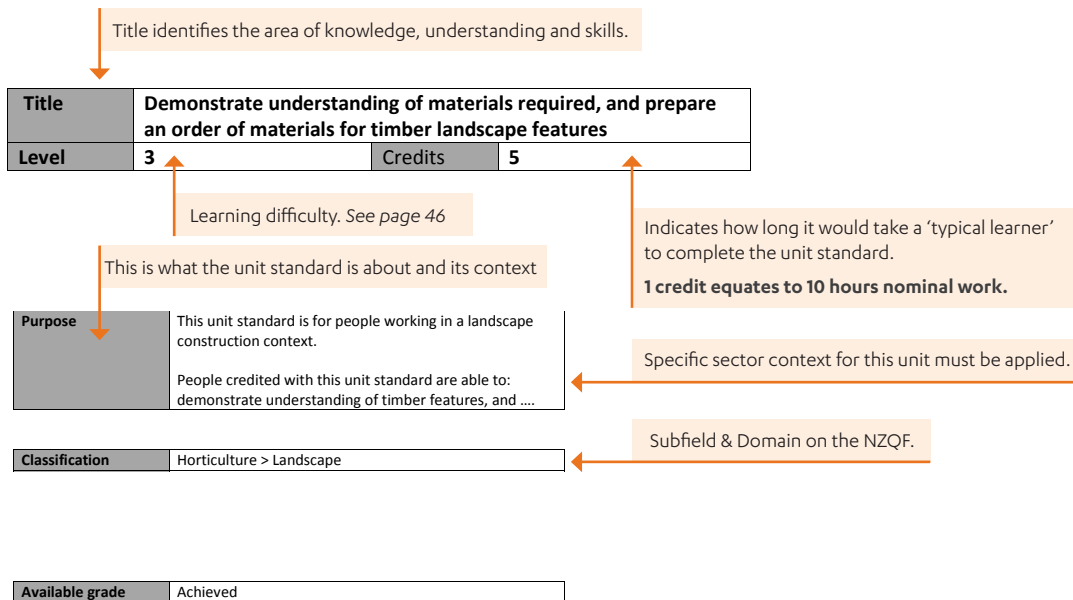 Title identifies the area of knowledge, understanding and skills.
Title Demonstrate understanding of materials required, and prepare
an order of materials for timber landscape features
Level 3 Credits 5
Learning difficulty. See page 46
Indicates how long it would take a ‘typical learner’
to complete the unit standard.
1 credit equates to 10 hours nominal work.
This is what the unit standard is about and its context
Purpose This unit standard is for people working in a landscape
construction context.
People credited with this unit standard are able to:
demonstrate understanding of timber features, and ....
Specific sector context for this unit must be applied.
Subfield & Domain on the NZQF.
Classification Horticulture > Landscape
Available grade Achieved